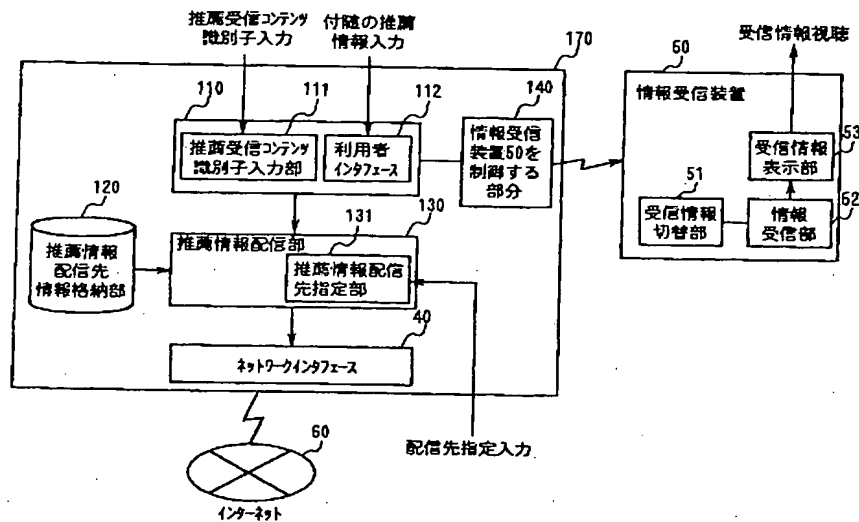 推薦受信コンテンツ
識別子入力
付随の推薦
情報入力
170
110
111
112
推薦受信コンテンツ
識別子入力部
利用者
インタフェース
140
情報受信
装置50を
制御する
部分
受信情報視聴
60
情報受信装置
53
受信情報
表示部
51
受信情報
切替部
52
情報
受信部
120
推薦情報
配信先
情報格納部
130
推薦情報配信部
131
推薦情報配信
先指定部
40
ネットワークインタフェース
配信先指定入力
60
インターネット